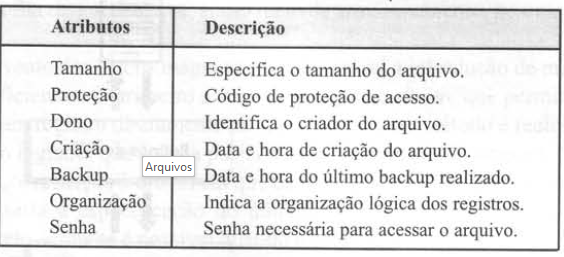 Atributos Descrição
Tamanho Especifica o tamanho do arquivo.
Proteção Código de proteção de acesso.
Dono Identifica o criador do arquivo.
Criação Data e hora de criação do arquivo.
Arquivos
Backup Data e hora do último backup realizado.
Organização Indica a organização lógica dos registros.
Senha Senha necessária para acessar o arquivo.